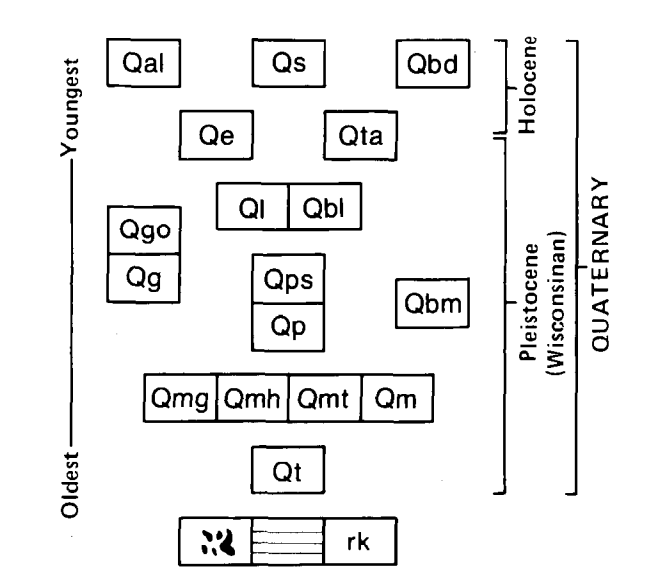 Youngest
Oldest
Qal Qs Qbd
Qe Qta
Ql Qbl
Qgo
Qg
Qps
Qp
Qbm
Qmg Qmh Qmt Qm
Qt
rk
Holocene
Pleistocene
(Wisconsinan)
QUATERNARY